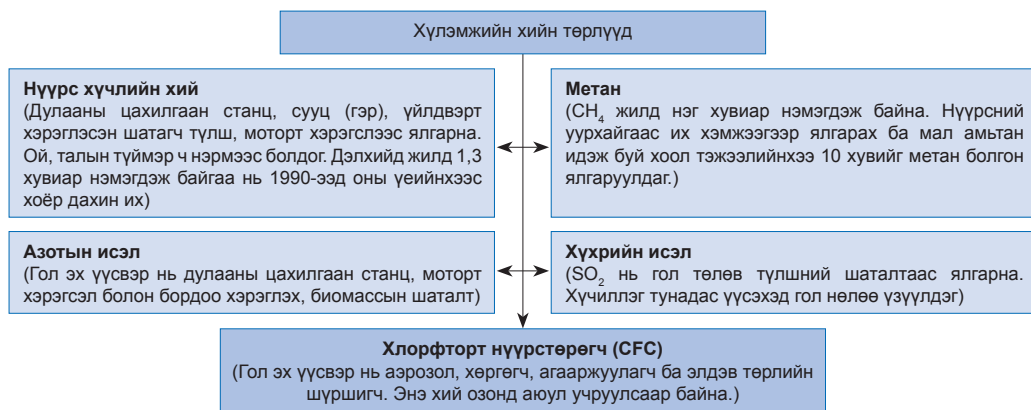 Хүлэмжийн хийн төрлүүд
Нүүрс хүчлийн хий
(Дулааны цахилгаан станц, сууц (гэр), үйлдвэрт
хэрэглэсэн шатагч түлш, моторт хэрэгслээс ялгарна.
Ой, талын түймэр ч нэрмээс болдог. Дэлхийд жилд 1,3
хувиар нэмэгдэж байгаа нь 1990-ээд оны үеийнхээс
хоёр дахин их)
Метан
(CH₄ жилд нэг хувиар нэмэгдэж байна. Нүүрсний
уурхайгаас их хэмжээгээр ялгарах ба мал амьтан
идэж буй хоол тэжээлийнхээ 10 хувийг метан болгон
ялгаруулдаг.)
Азотын исэл
(Гол эх үүсвэр нь дулааны цахилгаан станц, моторт
хэрэгсэл болон бордоо хэрэглэх, биомассын шаталт)
Хүхрийн исэл
(SO₂ нь гол төлөв түлшний шаталтаас ялгарна.
Хүчиллэг тунадас үүсэхэд гол нөлөө үзүүлдэг)
Хлорфторт нүүрстөрөгч (CFC)
(Гол эх үүсвэр нь аэрозол, хөргөгч, агааржуулагч ба элдэв төрлийн
шүршигч. Энэ хий озонд аюул учруулсаар байна.)